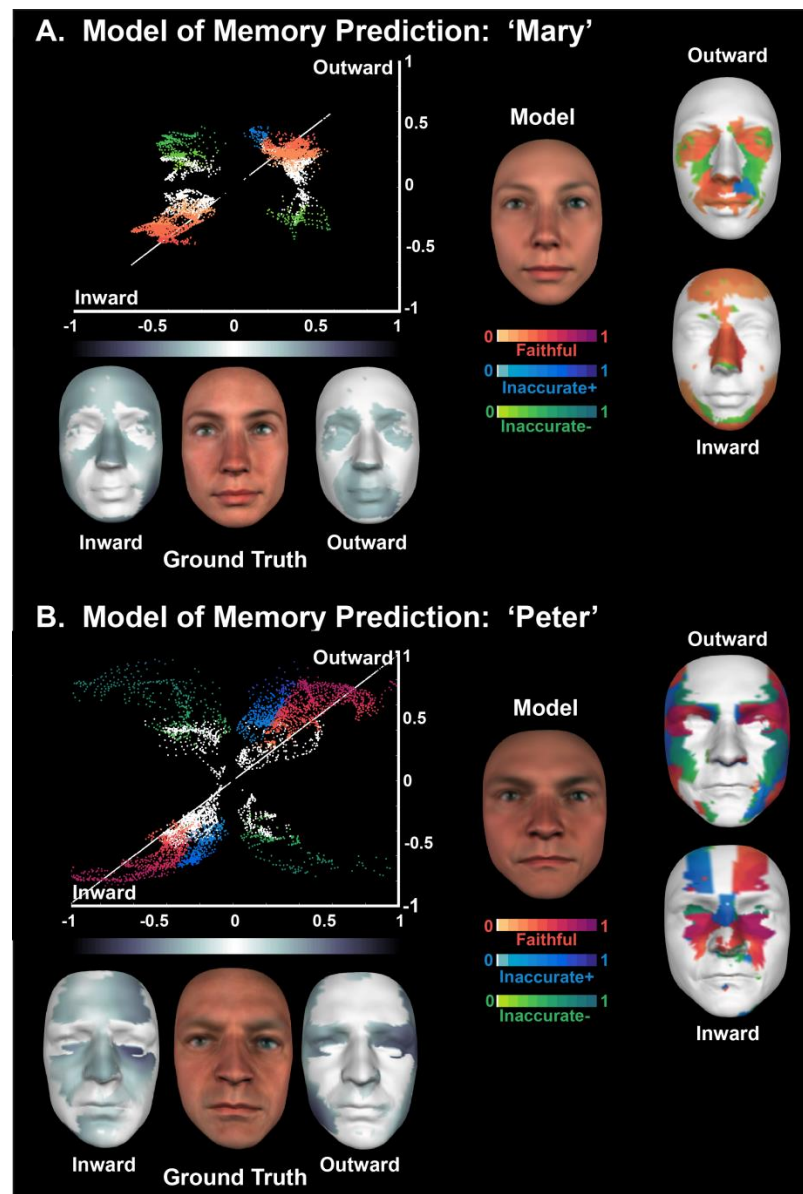 A. Model of Memory Prediction: ‘Mary’
1
Outward
0.5
0
-0.5
-1
Inward
-1 -0.5 0 0.5 1
Inward
Ground Truth
Outward
Model
0 1
Faithful
0 1
Inaccurate+
0 1
Inaccurate-
Outward
Inward
B. Model of Memory Prediction: ‘Peter’
Outward
1
0.5
0
-0.5
-1
Inward
-1 -0.5 0 0.5 1
Inward
Ground Truth
Outward
Model
0 1
Faithful
0 1
Inaccurate+
0 1
Inaccurate-
Outward
Inward